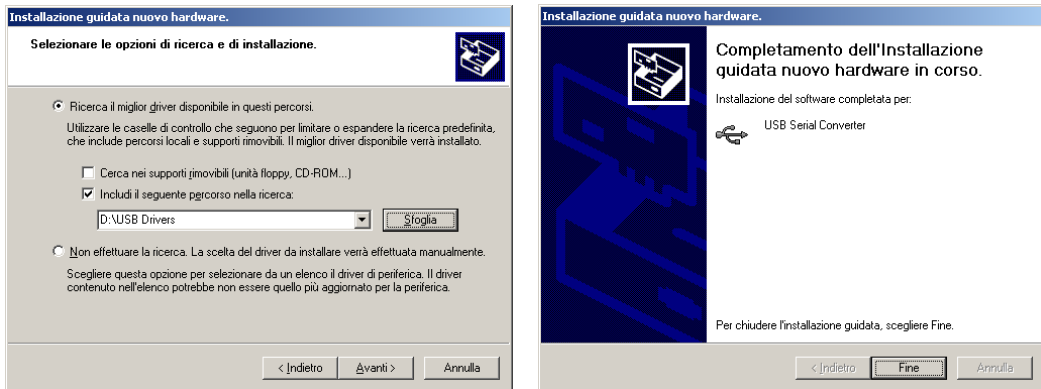 Installazione guidata nuovo hardware.
Selezionare le opzioni di ricerca e di installazione.
Ricerca il miglior driver disponibile in questi percorsi.
Utilizzare le caselle di controllo che seguono per limitare o espandere la ricerca predefinita,
che include percorsi locali e supporti rimovibili. Il miglior driver disponibile verrà installato.
Cerca nei supporti rimovibili (unità floppy, CD-ROM...)
Includi il seguente percorso nella ricerca:
D:\USB Drivers
Sfoglia
Non effettuare la ricerca. La scelta del driver da installare verrà effettuata manualmente.
Scegliere questa opzione per selezionare da un elenco il driver di periferica. Il driver
contenuto nell'elenco potrebbe non essere quello più aggiornato per la periferica.
< Indietro
Avanti >
Annulla
Installazione guidata nuovo hardware.
Completamento dell'Installazione
guidata nuovo hardware in corso.
Installazione del software completata per:
USB Serial Converter
Per chiudere l'installazione guidata, scegliere Fine.
< Indietro
Fine
Annulla